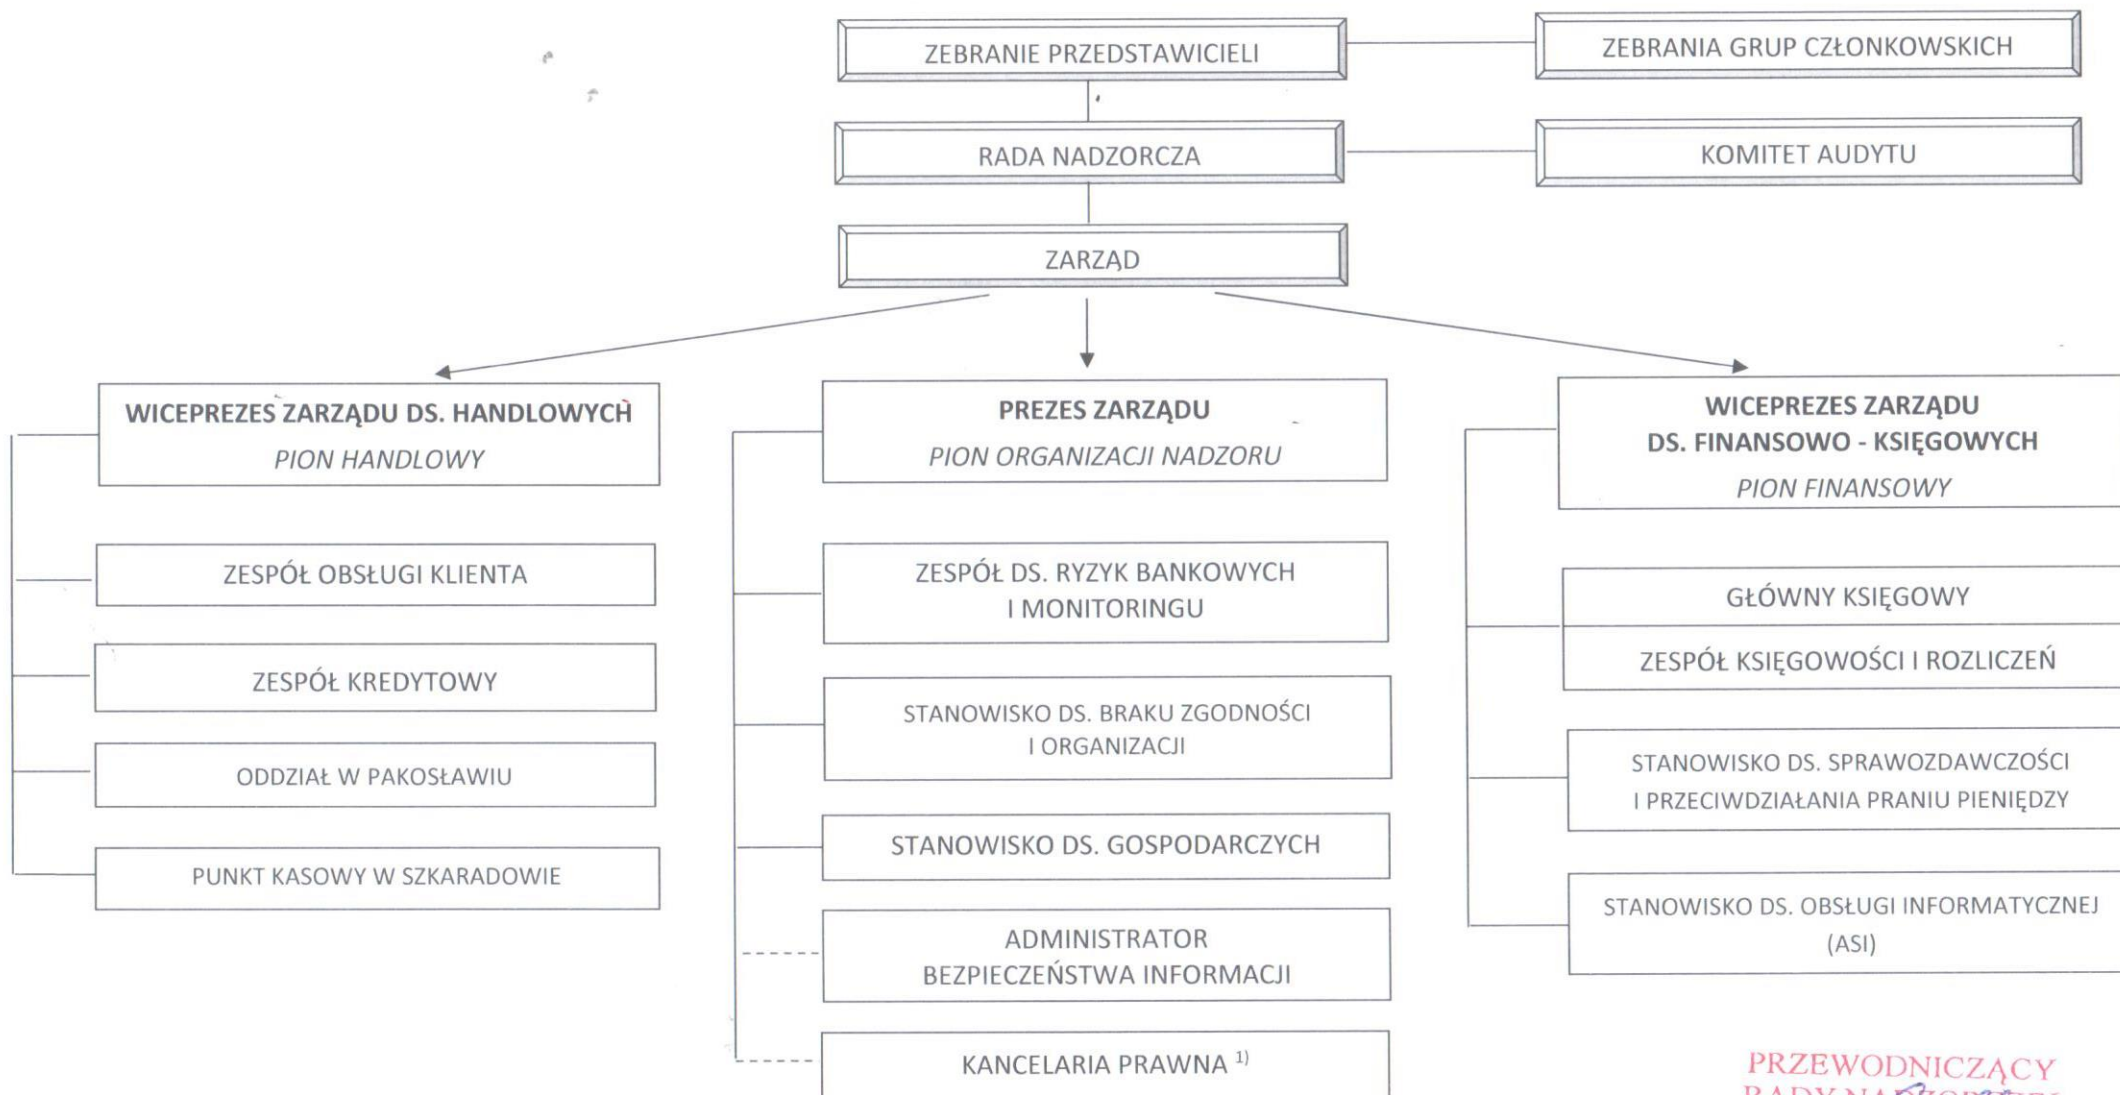 ZEBRANIE PRZEDSTAWICIELI
ZEBRANIA GRUP CZŁONKOWSKICH
RADA NADZORCZA
KOMITET AUDYTU
ZARZĄD
WICEPREZES ZARZĄDU DS. HANDLOWYCH
PION HANDLOWY
ZESPÓŁ OBSŁUGI KLIENTA
ZESPÓŁ KREDYTOWY
ODDZIAŁ W PAKOSŁAWIU
PUNKT KASOWY W SZKARADOWIE
PREZES ZARZĄDU
PION ORGANIZACJI NADZORU
ZESPÓŁ DS. RYZYK BANKOWYCH
I MONITORINGU
STANOWISKO DS. BRAKU ZGODNOŚCI
I ORGANIZACJI
STANOWISKO DS. GOSPODARCZYCH
ADMINISTRATOR
BEZPIECZEŃSTWA INFORMACJI
KANCELARIA PRAWNA 1)
WICEPREZES ZARZĄDU
DS. FINANSOWO - KSIĘGOWYCH
PION FINANSOWY
GŁÓWNY KSIĘGOWY
ZESPÓŁ KSIĘGOWOŚCI I ROZLICZEŃ
STANOWISKO DS. SPRAWOZDAWCZOŚCI
I PRZECIWDZIAŁANIA PRANIU PIENIĘDZY
STANOWISKO DS. OBSŁUGI INFORMATYCZNEJ
(ASI)
PRZEWODNICZĄCY
RADY